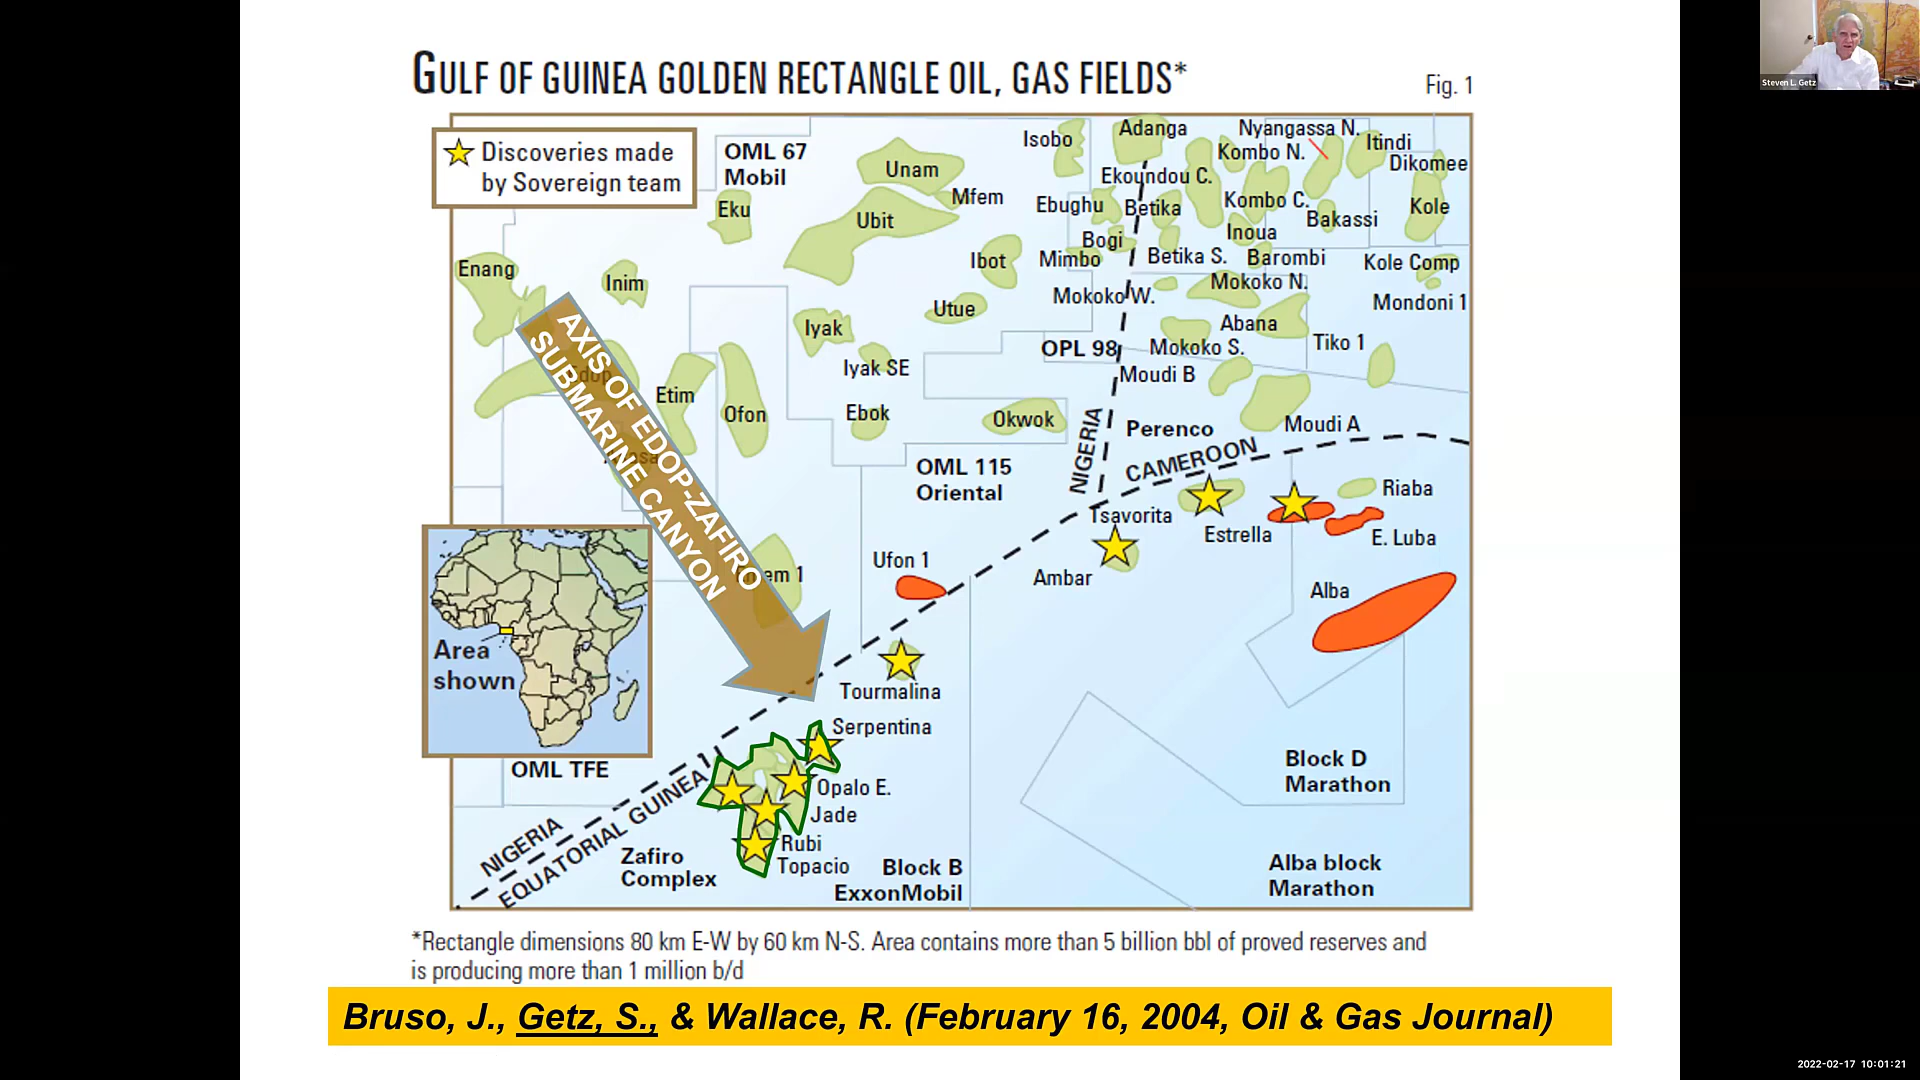 GULF OF GUINEA GOLDEN RECTANGLE OIL, GAS FIELDS*
Fig. 1
Steven L. Getz
Discoveries made
by Sovereign team
OML 67
Mobil
Unam
Mfem
Eku
Ubit
Isobo
Adanga
Nyangassa N.
Kombo N.
Itindi
Dikomee
Ekoundou C.
Ebughu
Betika
Kombo C.
Bakassi
Kole
Bogi
Inoua
Enang
Inim
Ibot
Mimbo
Betika S.
Barombi
Kole Comp
Mokoko W.
Mokoko N.
Mondoni 1
Utue
Iyak
Abana
Tiko 1
OPL 98
Mokoko S.
Iyak SE
Moudi B
Edop
Etim
Ofon
Ebok
Okwok
Moudi A
AXIS OF EDOP-ZAFIRO
SUBMARINE CANYON
NIGERIA
Perenco
CAMEROON
OML 115
Oriental
Riaba
Tsavorita
Estrella
E. Luba
Ufon 1
Ambar
Alba
Area
shown
Tourmalina
Serpentina
OML TFE
Opalo E.
Jade
Rubi
Topacio
NIGERIA
EQUATORIAL GUINEA
Zafiro
Complex
Block B
ExxonMobil
Block D
Marathon
Alba block
Marathon
*Rectangle dimensions 80 km E-W by 60 km N-S. Area contains more than 5 billion bbl of proved reserves and
is producing more than 1 million b/d
Bruso, J., Getz, S., & Wallace, R. (February 16, 2004, Oil & Gas Journal)
2022-02-17 10:01:21